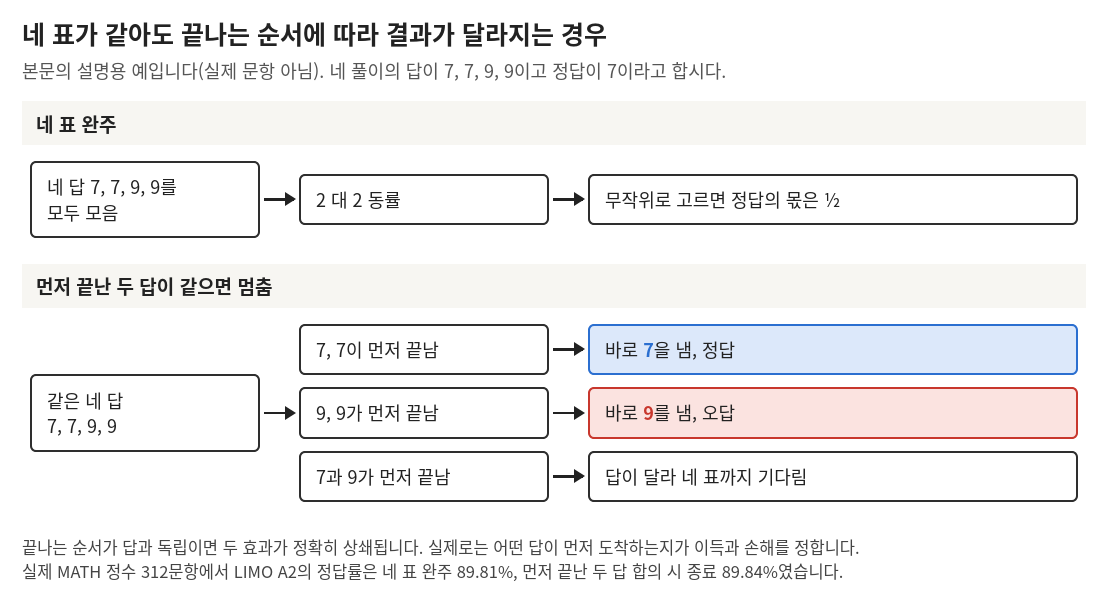 네 표가 같아도 끝나는 순서에 따라 결과가 달라지는 경우
본문의 설명용 예입니다(실제 문항 아님). 네 풀이의 답이 7, 7, 9, 9이고 정답이 7이라고 합시다.
네 표 완주
네 답 7, 7, 9, 9를
모두 모음
2 대 2 동률
무작위로 고르면 정답의 몫은 ½
먼저 끝난 두 답이 같으면 멈춤
같은 네 답
7, 7, 9, 9
7, 7이 먼저 끝남
바로 7을 냄, 정답
9, 9가 먼저 끝남
바로 9를 냄, 오답
7과 9가 먼저 끝남
답이 달라 네 표까지 기다림
끝나는 순서가 답과 독립이면 두 효과가 정확히 상쇄됩니다. 실제로는 어떤 답이 먼저 도착하는지가 이득과 손해를 정합니다.
실제 MATH 정수 312문항에서 LIMO A2의 정답률은 네 표 완주 89.81%, 먼저 끝난 두 답 합의 시 종료 89.84%였습니다.